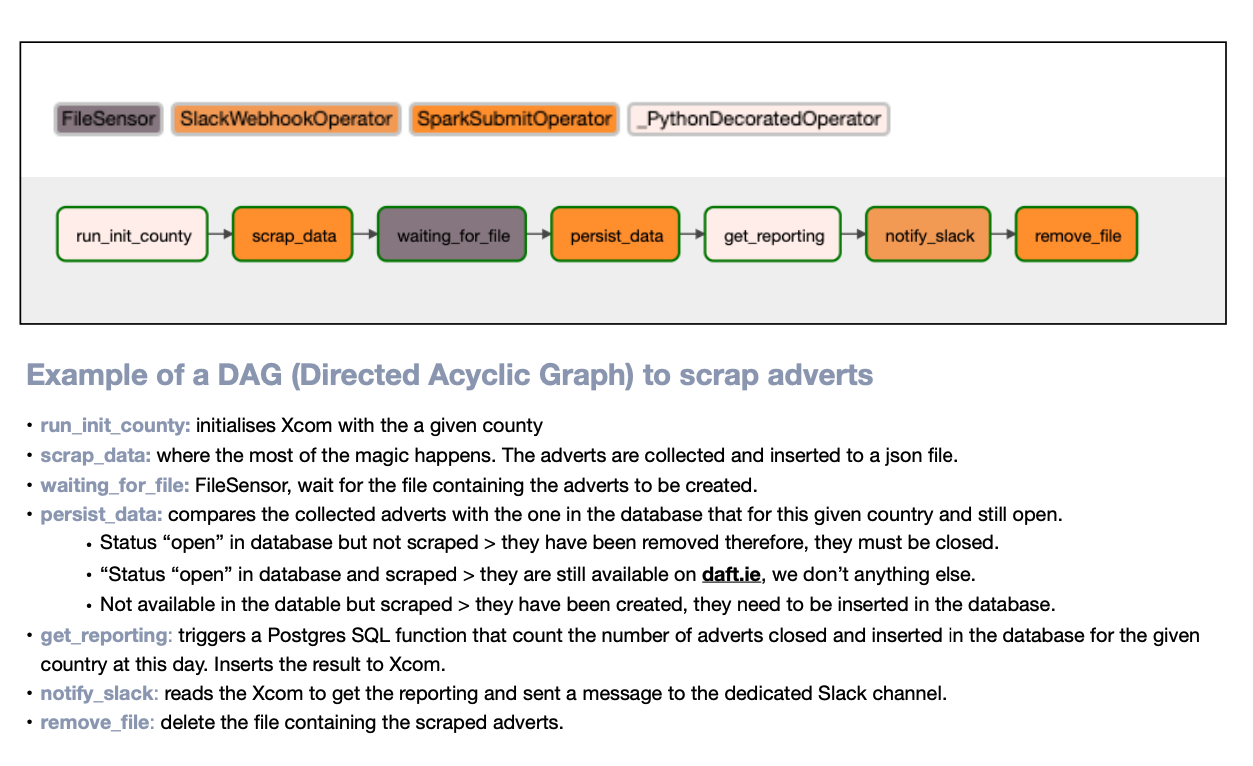 FileSensor SlackWebhookOperator SparkSubmitOperator _PythonDecoratedOperator
run_init_county scrap_data waiting_for_file persist_data get_reporting notify_slack remove_file
Example of a DAG (Directed Acyclic Graph) to scrap adverts
• run_init_county: initialises Xcom with the a given county
• scrap_data: where the most of the magic happens. The adverts are collected and inserted to a json file.
• waiting_for_file: FileSensor, wait for the file containing the adverts to be created.
• persist_data: compares the collected adverts with the one in the database that for this given country and still open.
• Status “open” in database but not scraped > they have been removed therefore, they must be closed.
• “Status “open” in database and scraped > they are still available on daft.ie, we don’t anything else.
• Not available in the datable but scraped > they have been created, they need to be inserted in the database.
• get_reporting: triggers a Postgres SQL function that count the number of adverts closed and inserted in the database for the given
country at this day. Inserts the result to Xcom.
• notify_slack: reads the Xcom to get the reporting and sent a message to the dedicated Slack channel.
• remove_file: delete the file containing the scraped adverts.